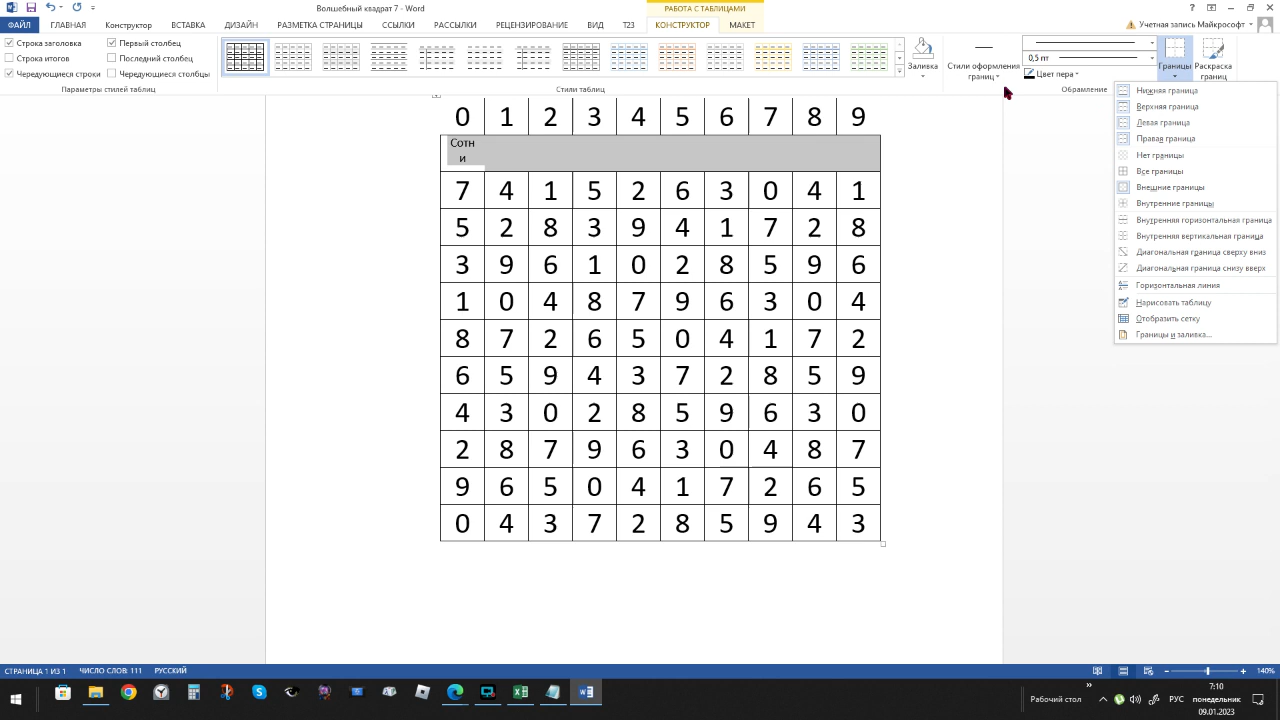 Волшебный квадрат 7 - Word
РАБОТА С ТАБЛИЦАМИ
ФАЙЛ ГЛАВНАЯ Конструктор ВСТАВКА ДИЗАЙН РАЗМЕТКА СТРАНИЦЫ ССЫЛКИ РАССЫЛКИ РЕЦЕНЗИРОВАНИЕ ВИД T23 КОНСТРУКТОР МАКЕТ Учетная запись Майкрософт
Строка заголовка Первый столбец
Строка итогов Последний столбец
Чередующиеся строки Чередующиеся столбцы
Параметры стилей таблиц
Стили таблиц
Заливка
Стили оформления границ
0,5 пт
Цвет пера
Обрамление
Границы
Раскраска границ
Нижняя граница
Верхняя граница
Левая граница
Правая граница
Нет границы
Все границы
Внешние границы
Внутренние границы
Внутренняя горизонтальная граница
Внутренняя вертикальная граница
Диагональная граница сверху вниз
Диагональная граница снизу вверх
Горизонтальная линия
Нарисовать таблицу
Отобразить сетку
Границы и заливка...
0 1 2 3 4 5 6 7 8 9
Сотн
и
7 4 1 5 2 6 3 0 4 1
5 2 8 3 9 4 1 7 2 8
3 9 6 1 0 2 8 5 9 6
1 0 4 8 7 9 6 3 0 4
8 7 2 6 5 0 4 1 7 2
6 5 9 4 3 7 2 8 5 9
4 3 0 2 8 5 9 6 3 0
2 8 7 9 6 3 0 4 8 7
9 6 5 0 4 1 7 2 6 5
0 4 3 7 2 8 5 9 4 3
СТРАНИЦА 1 ИЗ 1 ЧИСЛО СЛОВ: 111 РУССКИЙ 140%
Рабочий стол » РУС
7:10
понедельник
09.01.2023